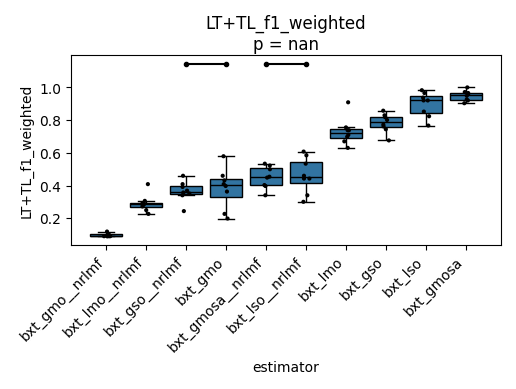 LT+TL_f1_weighted
p = nan
LT+TL_f1_weighted
1.0
0.8
0.6
0.4
0.2
bxt_gmo__nrlmf
bxt_lmo__nrlmf
bxt_gso__nrlmf
bxt_gmo
bxt_gmosa__nrlmf
bxt_lso__nrlmf
bxt_lmo
bxt_gso
bxt_lso
bxt_gmosa
estimator